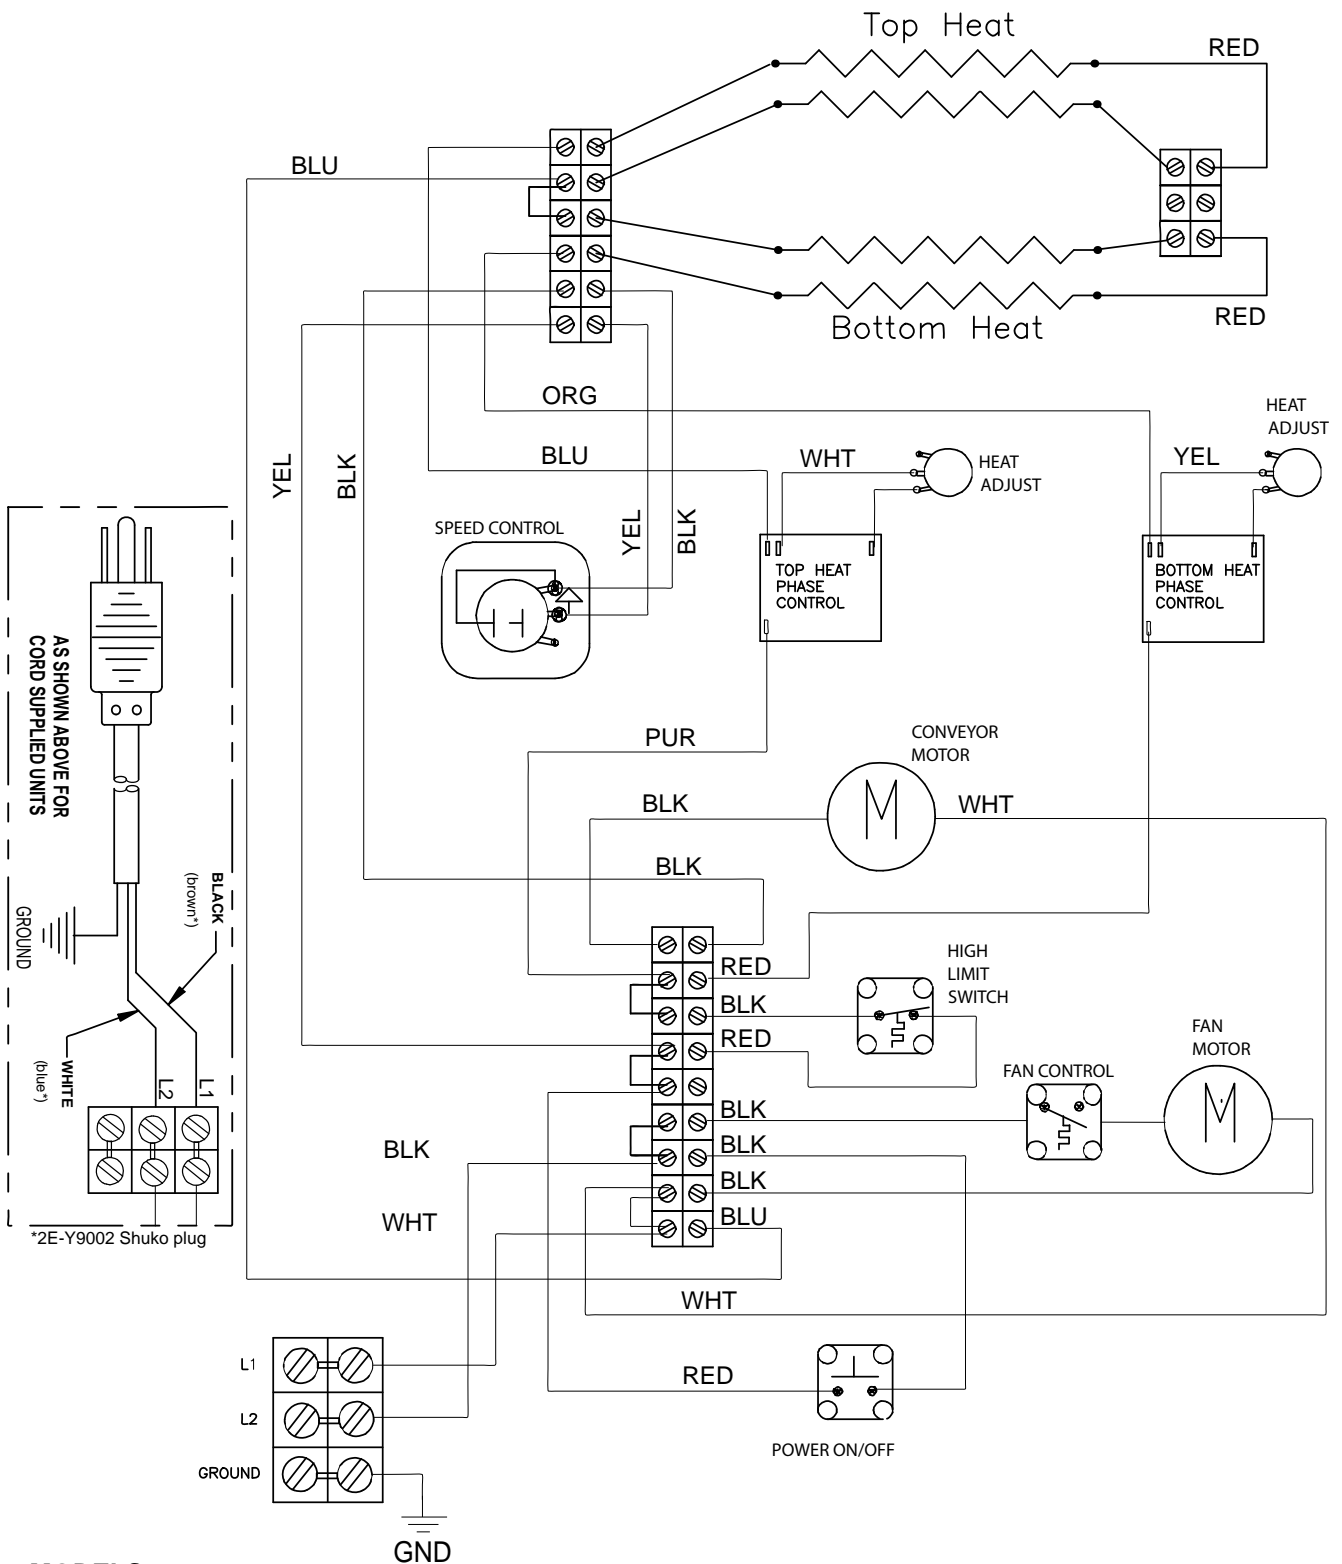 Top Heat
RED
BLU
RED
Bottom Heat
ORG
HEAT
ADJUST
BLU
WHT
HEAT
ADJUST
YEL
YEL
BLK
YEL
BLK
SPEED CONTROL
TOP HEAT
PHASE
CONTROL
BOTTOM HEAT
PHASE
CONTROL
AS SHOWN ABOVE FOR
CORD SUPPLIED UNITS
PUR
CONVEYOR
MOTOR
M
BLK
WHT
BLK
BLACK
(brown*)
GROUND
RED
HIGH
LIMIT
SWITCH
BLK
RED
FAN
MOTOR
M
FAN CONTROL
WHITE
(blue*)
L2
L1
BLK
BLK
BLK
BLK
WHT
BLU
*2E-Y9002 Shuko plug
WHT
L1
RED
L2
POWER ON/OFF
GROUND
GND